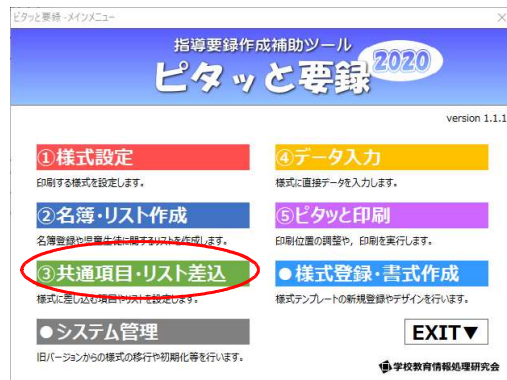 ピタッと要録 -メインメニュー
指導要録作成補助ツール
ピタッと要録 2020
version 1.1.1
①様式設定
印刷する様式を設定します。
②名簿・リスト作成
名簿登録や児童生徒に関するリストを作成します。
③共通項目・リスト差込
様式に差し込む項目やリストを設定します。
●システム管理
旧バージョンからの様式の移行や初期化等を行います。
④データ入力
様式に直接データを入力します。
⑤ピタッと印刷
印刷位置の調整や，印刷を実行します。
●様式登録・書式作成
様式テンプレートの新規登録やデザインを行います。
EXIT▼
学校教育情報処理研究会